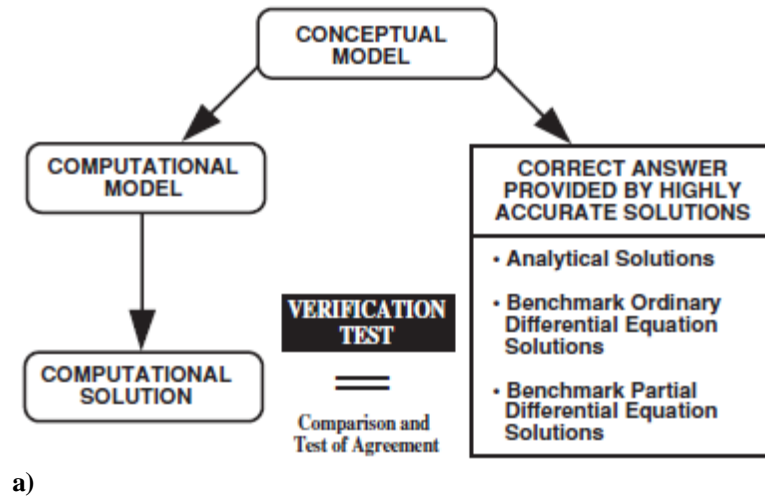 CONCEPTUAL
MODEL
COMPUTATIONAL
MODEL
CORRECT ANSWER
PROVIDED BY HIGHLY
ACCURATE SOLUTIONS
• Analytical Solutions
• Benchmark Ordinary
Differential Equation
Solutions
• Benchmark Partial
Differential Equation
Solutions
VERIFICATION
TEST
=
Comparison and
Test of Agreement
COMPUTATIONAL
SOLUTION
a)